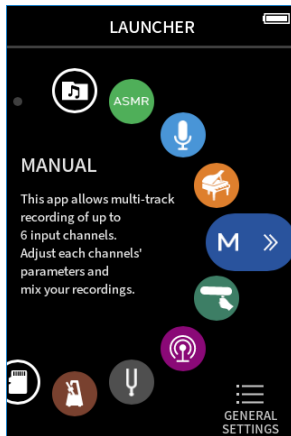 LAUNCHER
ASMR
MANUAL
This app allows multi-track
recording of up to
6 input channels.
Adjust each channels'
parameters and
mix your recordings.
M
GENERAL
SETTINGS